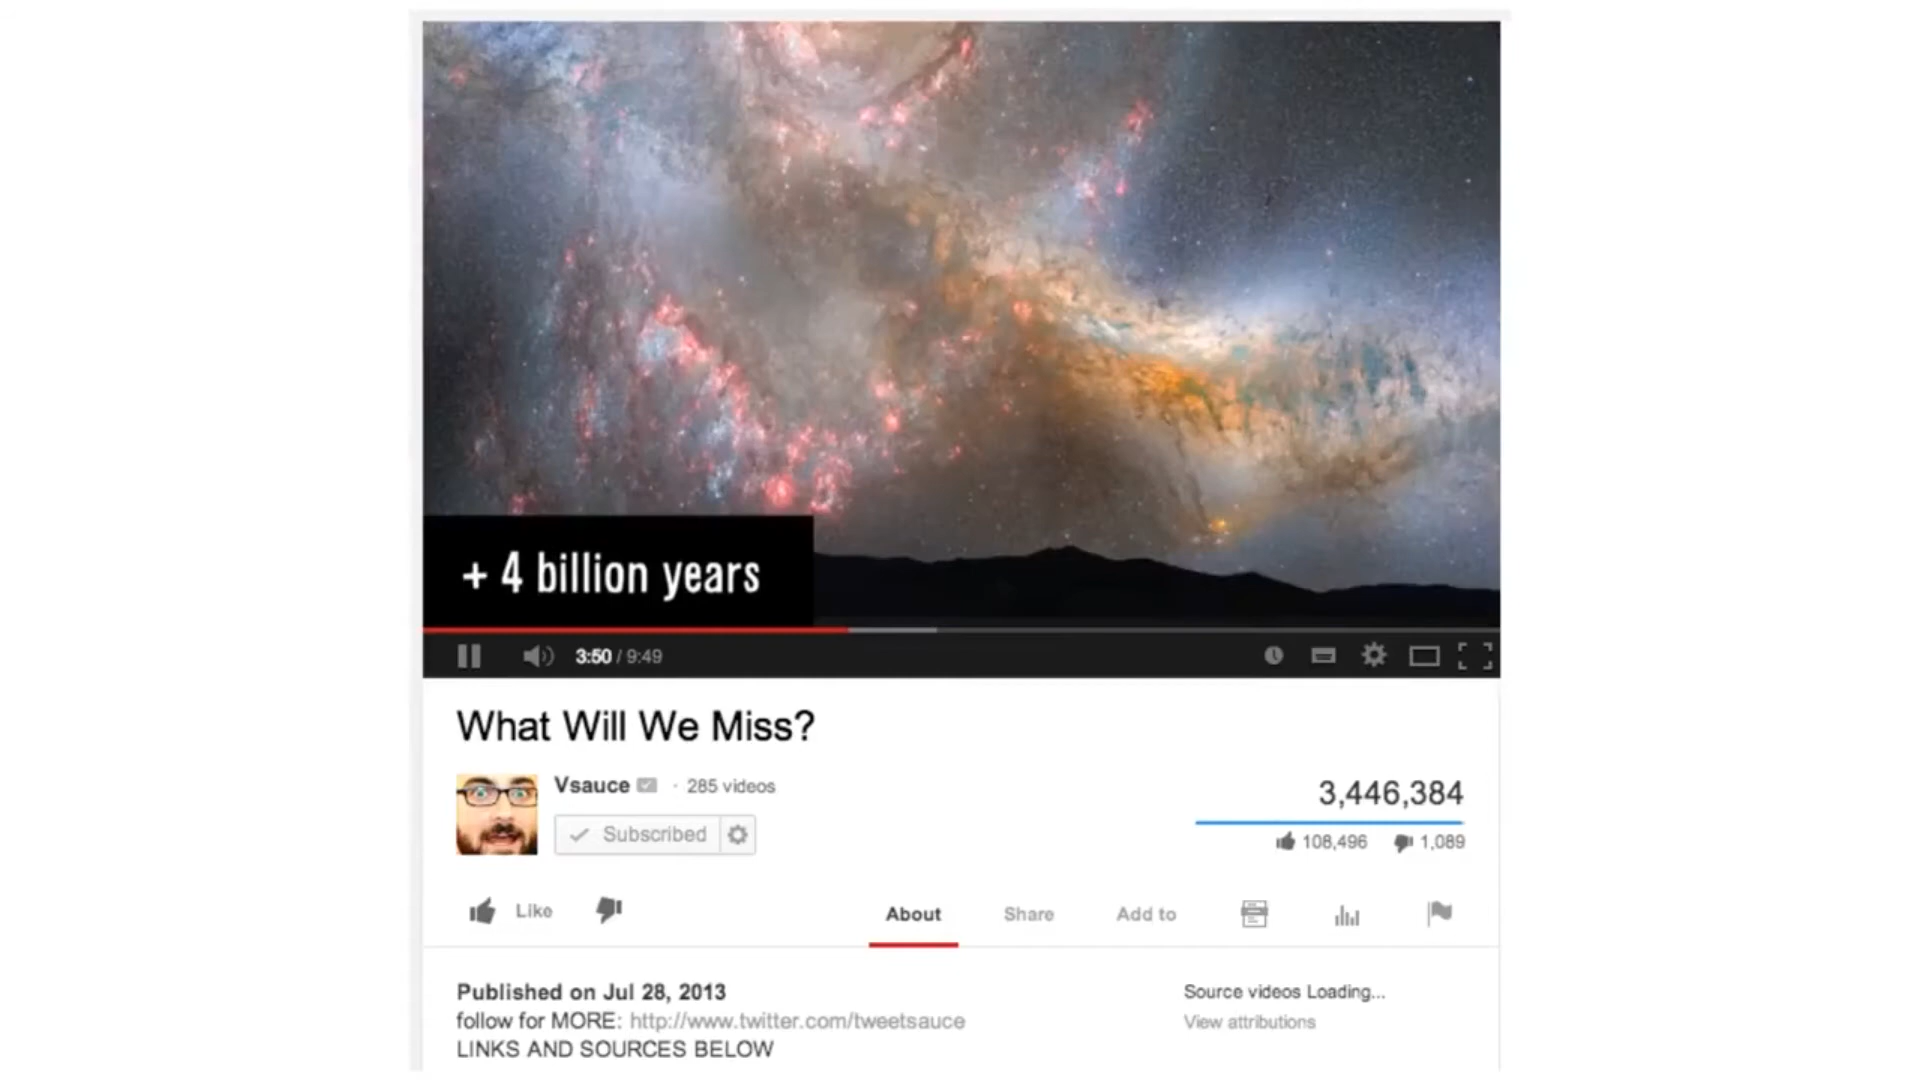 + 4 billion years
3:50 / 9:49
What Will We Miss?
Vsauce · 285 videos
Subscribed
3,446,384
108,496 1,089
Like
About Share Add to
Published on Jul 28, 2013
follow for MORE: http://www.twitter.com/tweetsauce
LINKS AND SOURCES BELOW
Source videos Loading...
View attributions